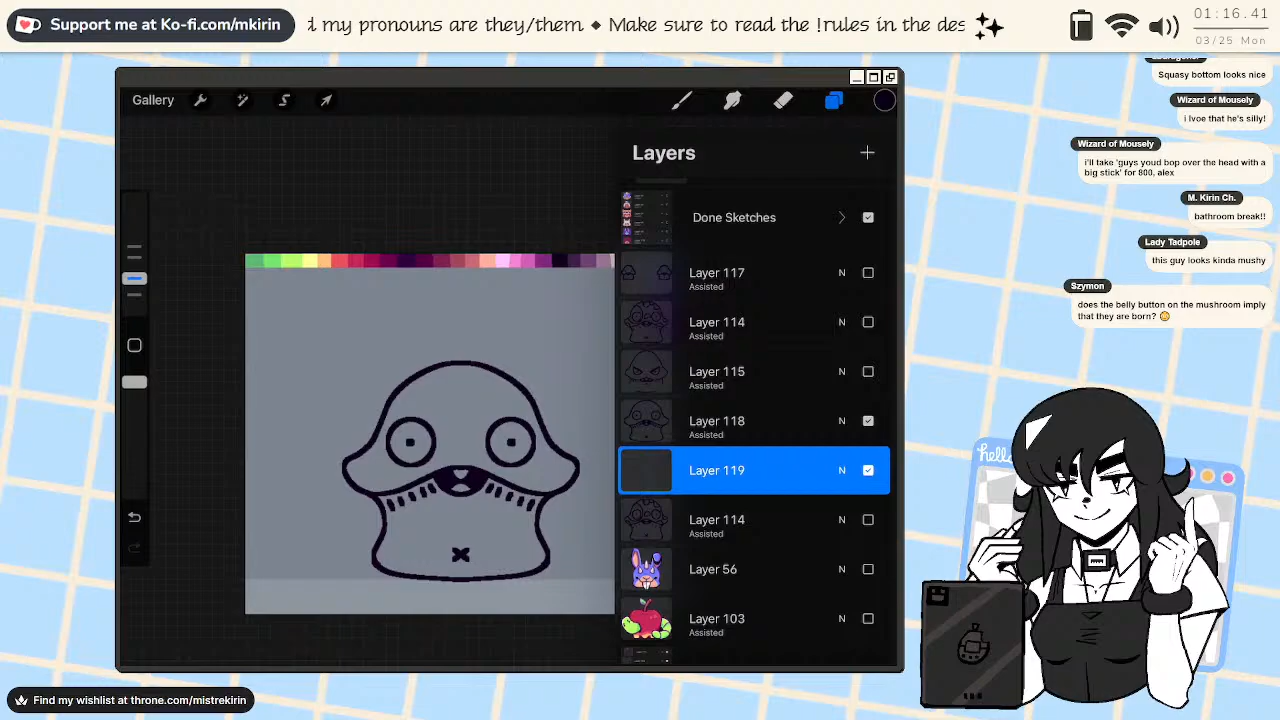 Support me at Ko-fi.com/mkirin
my pronouns are they/them ◆ Make sure to read the !rules in the des
01:16.41
03/25 Mon
Gallery
Layers
Done Sketches
Layer 117
N
Assisted
Layer 114
N
Assisted
Layer 115
N
Assisted
Layer 118
N
Assisted
Layer 119
N
Layer 114
N
Assisted
Layer 56
N
Layer 103
N
Assisted
Squasy bottom looks nice
Wizard of Mousely
i lvoe that he's silly!
Wizard of Mousely
i'll take 'guys youd bop over the head with a
big stick' for 800, alex
M. Kirin Ch.
bathroom break!!
Lady Tadpole
this guy looks kinda mushy
Szymon
does the belly button on the mushroom imply
that they are born?
Find my wishlist at throne.com/mistrekirin